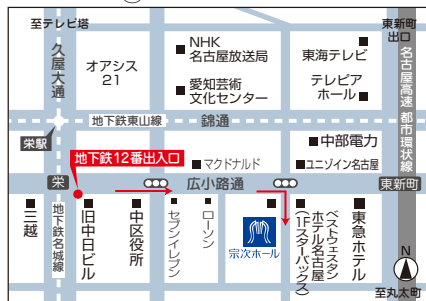 至テレビ塔
東新町
出口
久屋大通
オアシス
21
NHK
名古屋放送局
愛知芸術
文化センター
東海テレビ
テレピア
ホール
名古屋高速 都市環状線
地下鉄東山線
錦通
栄駅
地下鉄12番出入口
中部電力
マクドナルド
ユニゾイン名古屋
栄
広小路通
東新町
三越
地下鉄名城線
旧中日ビル
中区役所
セブンイレブン
ローソン
宗次ホール
ベストウェスタン
ホテル名古屋
(1Fスターバックス)
東急ホテル
N
至丸太町